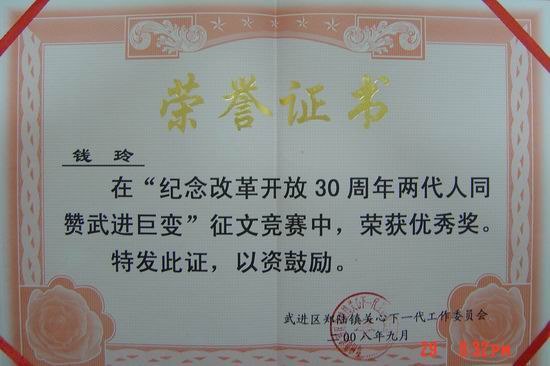 荣誉证书
钱玲
在“纪念改革开放30周年两代人同
赞武进巨变”征文竞赛中，荣获优秀奖。
特发此证，以资鼓励。
武进区郑陆镇关心下一代工作委员会
二00八年九月